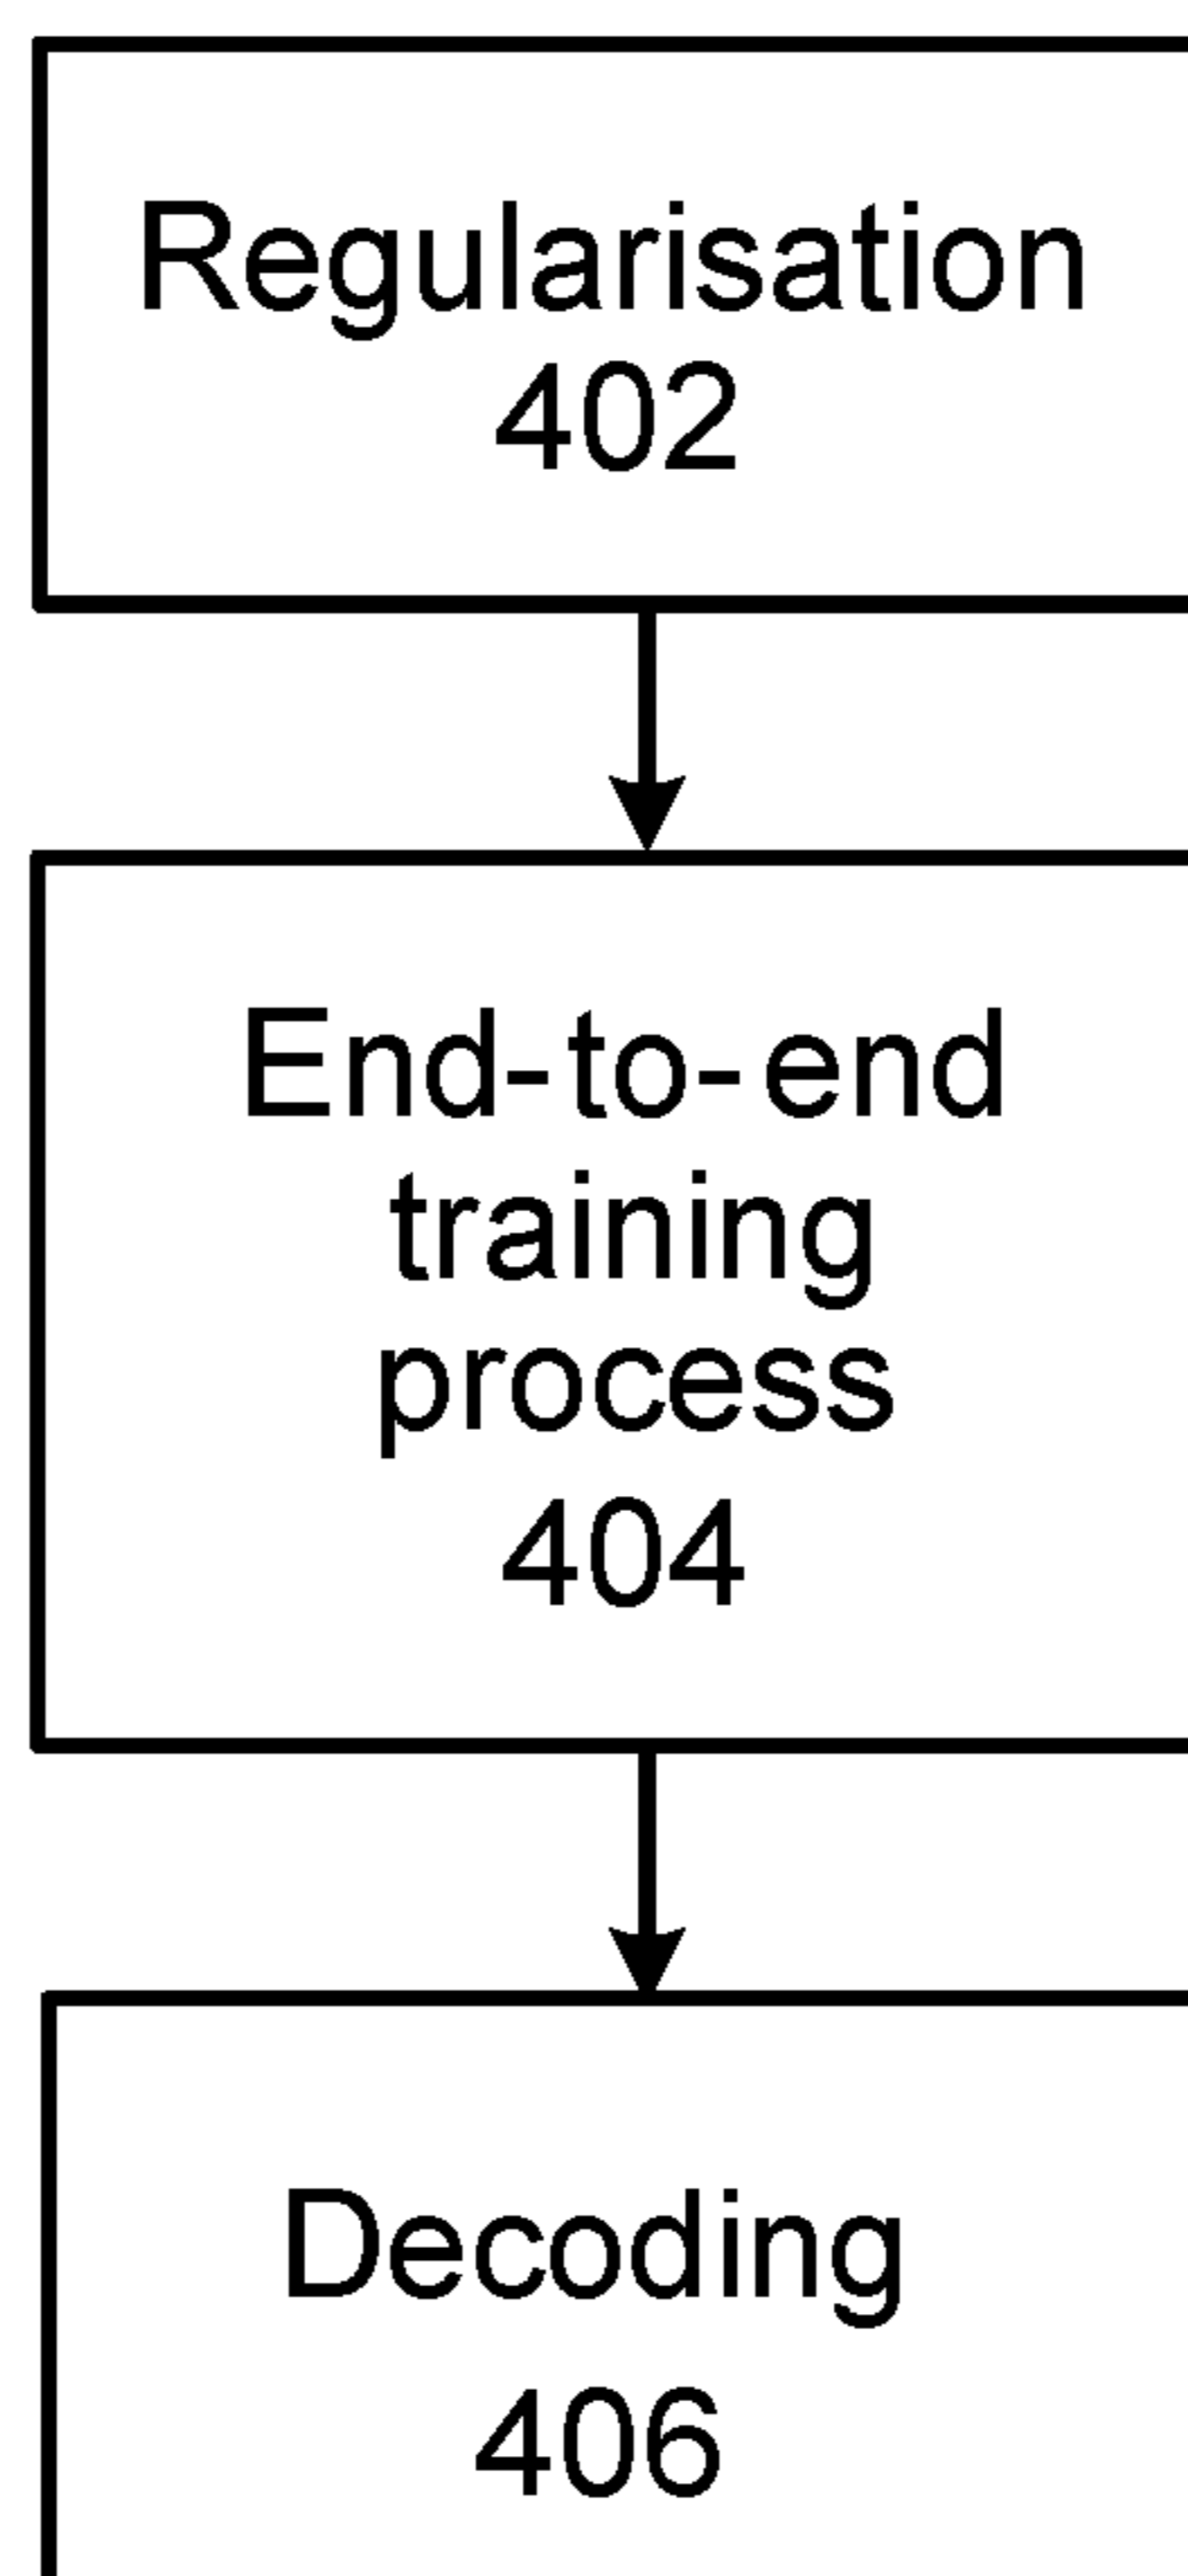 Regularisation
402
End-to-end
training
process
404
Decoding
406